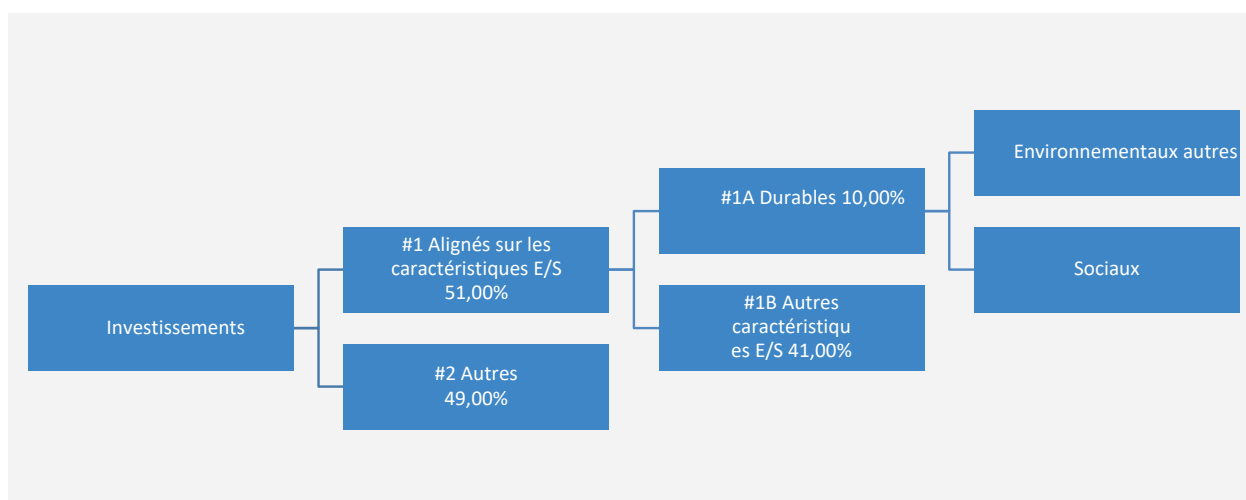 Investissements
#1 Alignés sur les
caractéristiques E/S
51,00%
#2 Autres
49,00%
#1A Durables 10,00%
#1B Autres
caractéristiqu
es E/S 41,00%
Environnementaux autres
Sociaux